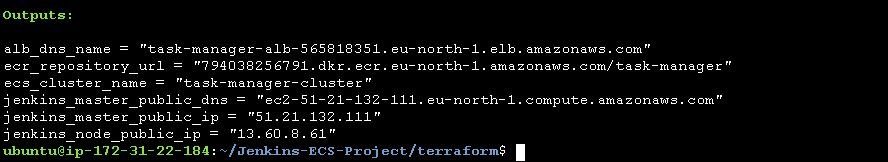 Outputs:
alb_dns_name = "task-manager-alb-565818351.eu-north-1.elb.amazonaws.com"
ecr_repository_url = "794038256791.dkr.ecr.eu-north-1.amazonaws.com/task-manager"
ecs_cluster_name = "task-manager-cluster"
jenkins_master_public_dns = "ec2-51-21-132-111.eu-north-1.compute.amazonaws.com"
jenkins_master_public_ip = "51.21.132.111"
jenkins_node_public_ip = "13.60.8.61"
ubuntu@ip-172-31-22-184:~/Jenkins-ECS-Project/terraform$